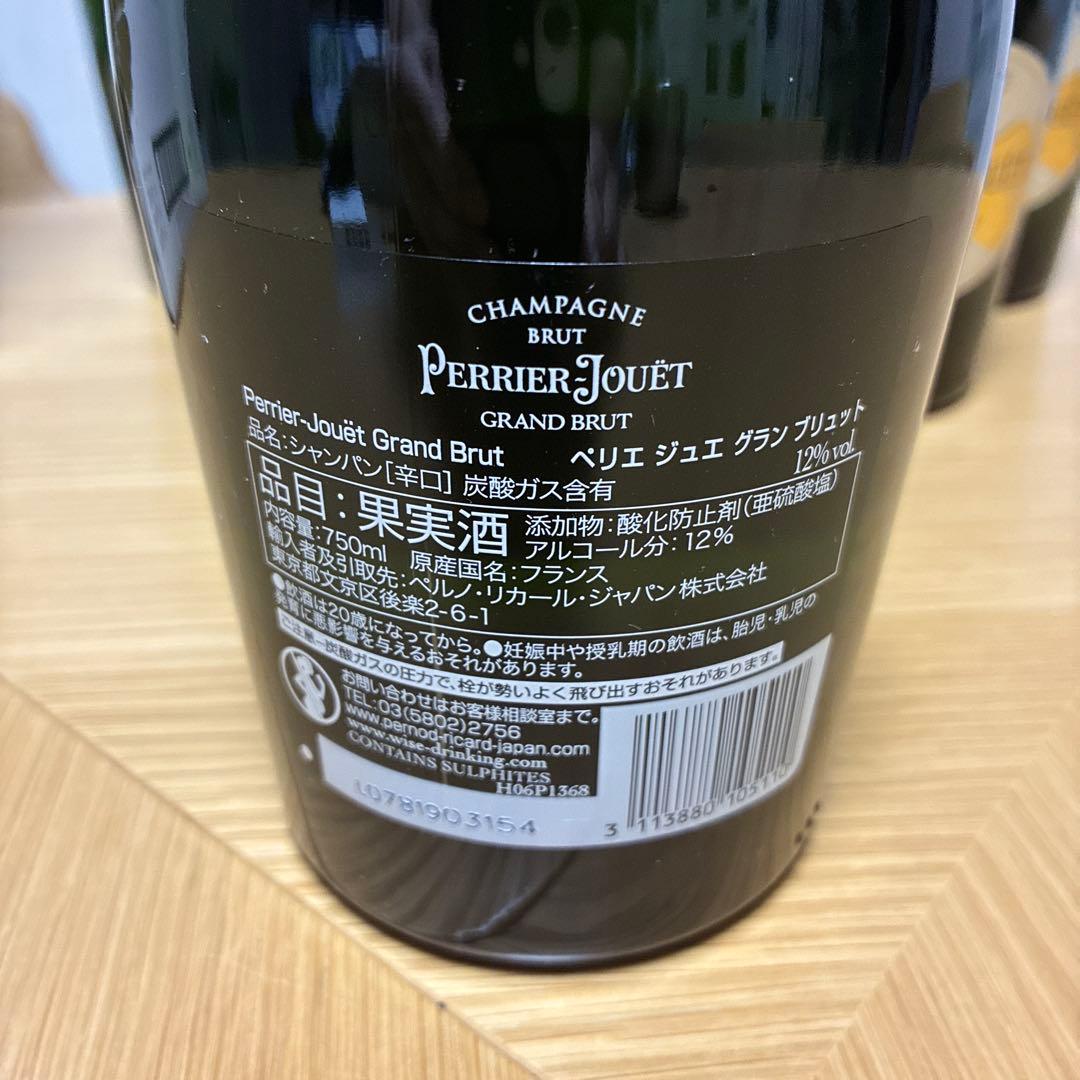 CHAMPAGNE
BRUT
PERRIER-JOUËT
GRAND BRUT
Perrier-Jouët Grand Brut ペリエ ジュエ グラン ブリュット
品名:シャンパン[辛口] 炭酸ガス含有 12% vol.
品目:果実酒 添加物:酸化防止剤(亜硫酸塩)
アルコール分:12%
内容量:750ml 原産国名:フランス
輸入者及引取先:ペルノ・リカール・ジャパン株式会社
東京都文京区後楽2-6-1
●飲酒は20歳になってから。●妊娠中や授乳期の飲酒は、胎児・乳児の
発育に悪影響を与えるおそれがあります。
ご注意−炭酸ガスの圧力で、栓が勢いよく飛び出すおそれがあります。
お問い合わせはお客様相談室まで。
TEL:03(5802)2756
www.pernod-ricard-japan.com
www.wise-drinking.com
CONTAINS SULPHITES
H06P1368
L0781903154
3 113880 103110